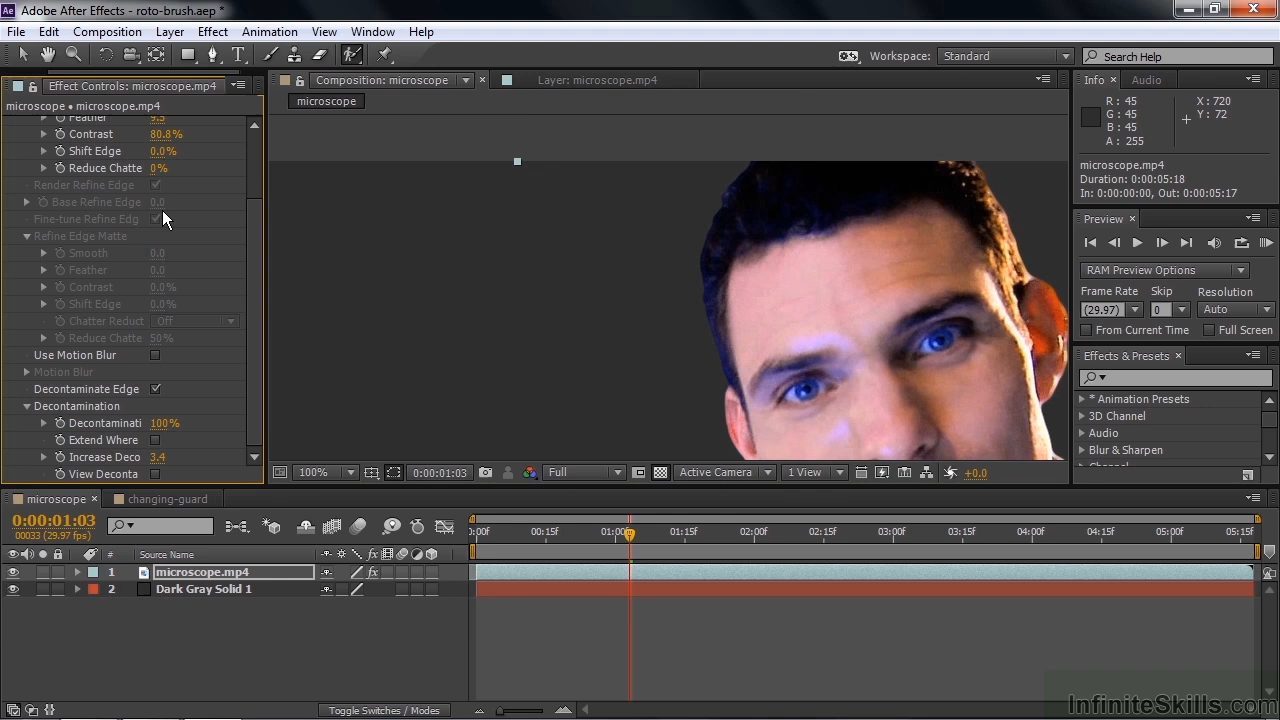 Ae Adobe After Effects - roto-brush.aep *
File Edit Composition Layer Effect Animation View Window Help
Workspace: Standard Search Help
Effect Controls: microscope.mp4
microscope • microscope.mp4
Feather 9.5
Contrast 80.8%
Shift Edge 0.0%
Reduce Chatte 0%
Render Refine Edge
Base Refine Edge 0.0
Fine-tune Refine Edg
Refine Edge Matte
Smooth 0.0
Feather 0.0
Contrast 0.0%
Shift Edge 0.0%
Chatter Reduct Off
Reduce Chatte 50%
Use Motion Blur
Motion Blur
Decontaminate Edge
Decontamination
Decontaminati 100%
Extend Where
Increase Deco 3.4
View Deconta
Composition: microscope Layer: microscope.mp4
microscope
100% 0:00:01:03 Full Active Camera 1 View +0.0
Info Audio
R: 45 X: 720
G: 45 Y: 72
B: 45
A: 255
microscope.mp4
Duration: 0:00:05:18
In: 0:00:00:00, Out: 0:00:05:17
Preview
RAM Preview Options
Frame Rate Skip Resolution
(29.97) 0 Auto
From Current Time Full Screen
Effects & Presets
* Animation Presets
3D Channel
Audio
Blur & Sharpen
Channel
microscope changing-guard
0:00:01:03
00033 (29.97 fps)
# Source Name
1 microscope.mp4
2 Dark Gray Solid 1
:00f 00:15f 01:00f 01:15f 02:00f 02:15f 03:00f 03:15f 04:00f 04:15f 05:00f 05:15f
Toggle Switches / Modes
InfiniteSkills.com